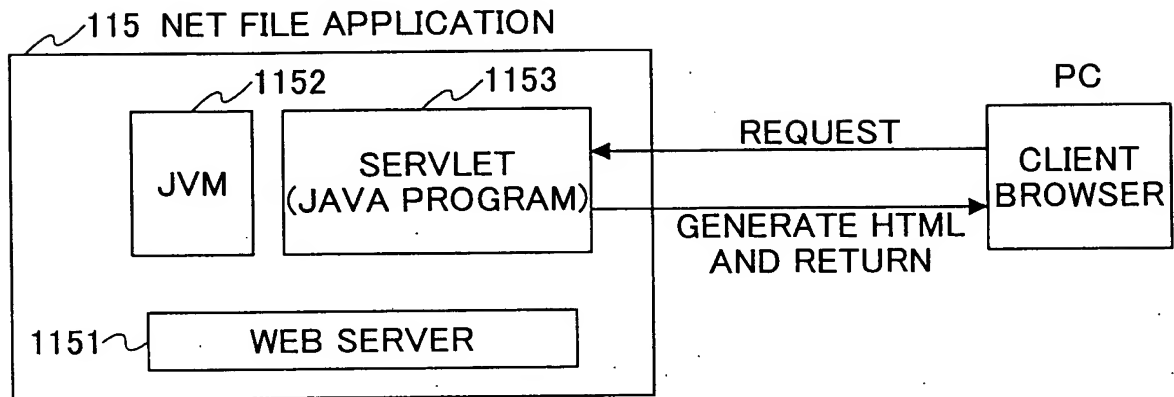 115 NET FILE APPLICATION
1152
1153
PC
JVM
SERVLET
(JAVA PROGRAM)
REQUEST
CLIENT
BROWSER
GENERATE HTML
AND RETURN
1151
WEB SERVER